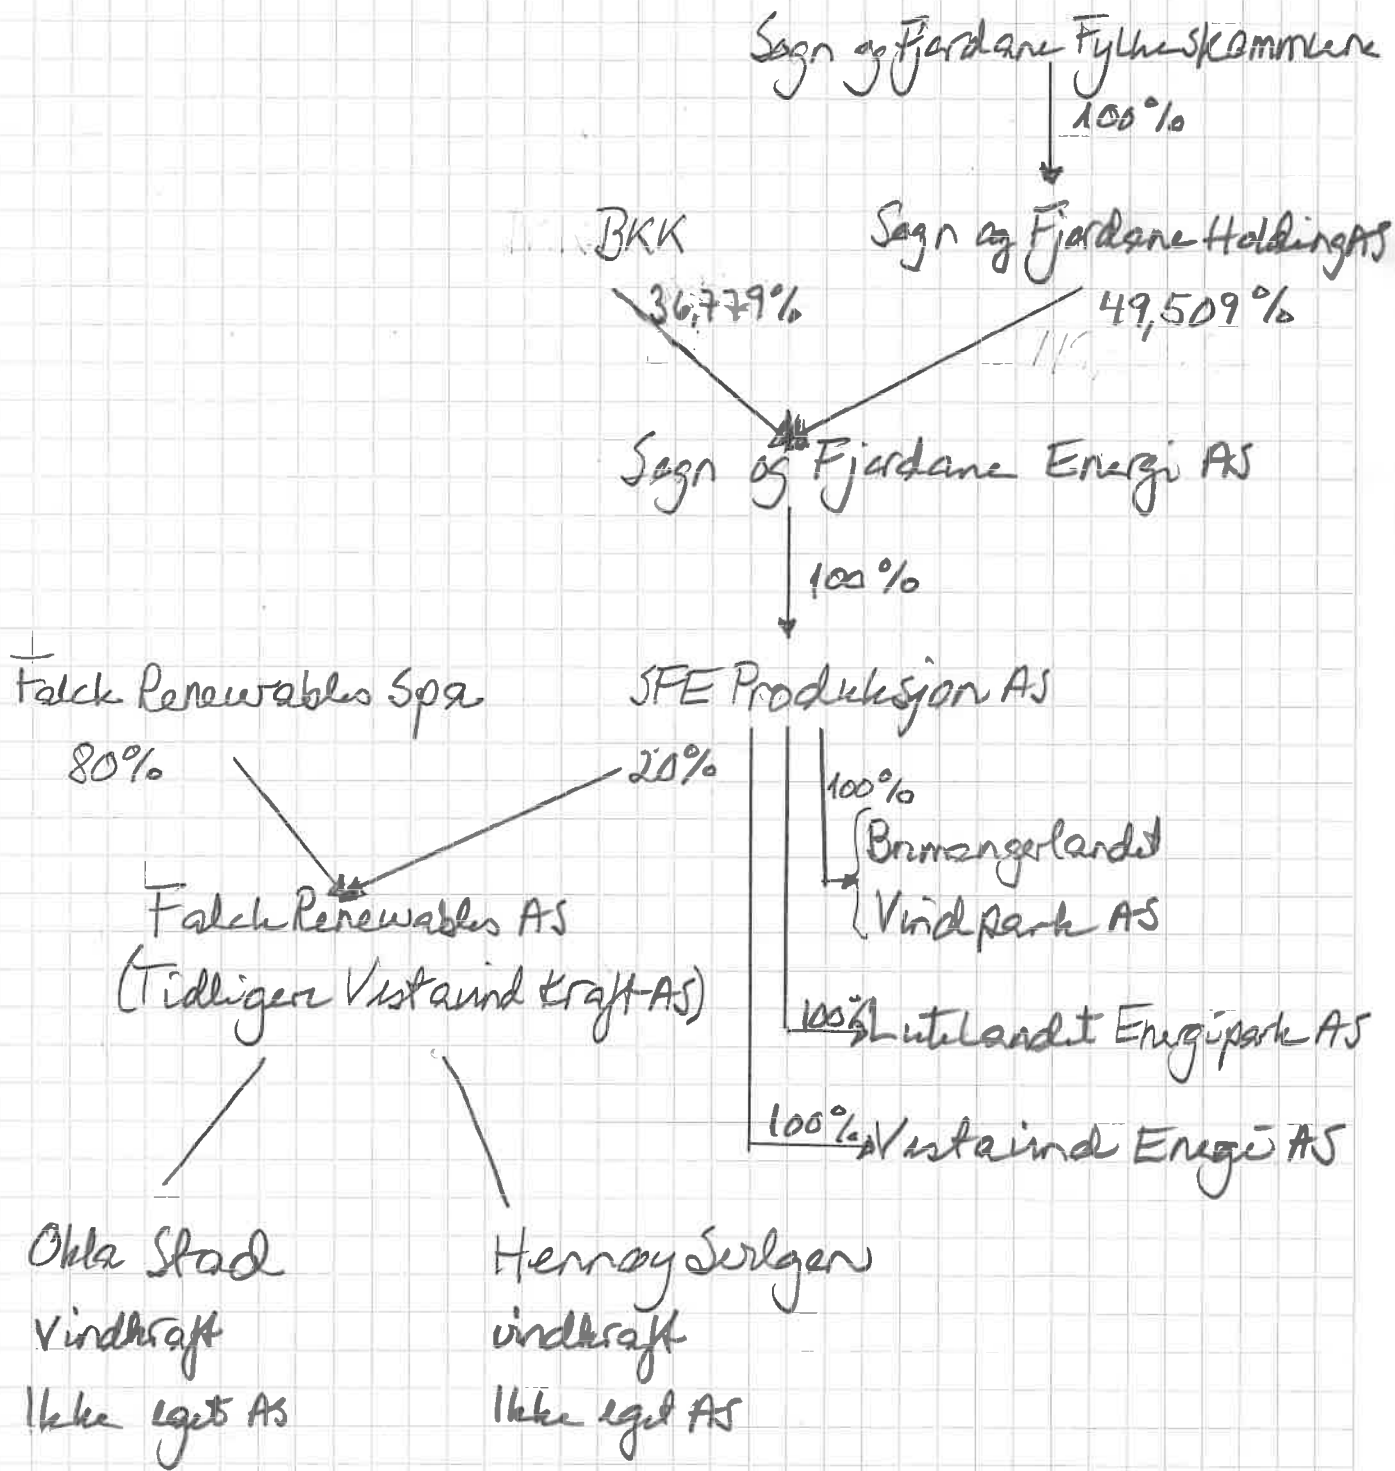 Sogn og Fjordane Fylkeskommune
100%
BKK
Sogn og Fjordane Holding AS
36,779%
49,509%
Sogn og Fjordane Energi AS
100%
Falck Renewables Spa
SFE Produksjon AS
80%
20%
100%
Bremangerlandet
Vindpark AS
Falck Renewables AS
(Tidligere Vestavind Kraft AS)
100%
Lutelandet Energipark AS
100%
Vestavind Energi AS
Okla Stad
Vindkraft
Ikke eget AS
Hennøy
vindkraft
Ikke eget AS